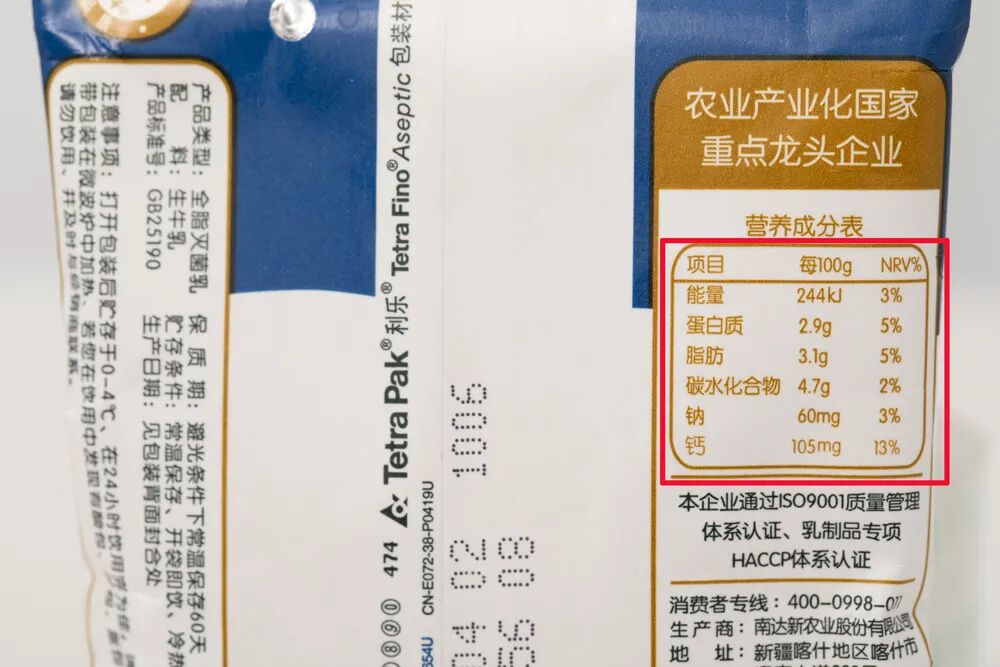 产品类型：全脂灭菌乳
配　　料：生牛乳
产品标准号：GB25190
保 质 期：避光条件下常温保存60天
贮存条件：常温保存、开袋即饮、冷热
生产日期：见包装背面封合处
注意事项：打开包装后贮存于0-4℃，在24小时饮用
带包装在微波炉中加热。若您在饮用中发现有
请勿饮用，并及时与经销商联系。
474 Tetra Pak® 利乐® Tetra Fino® Aseptic 包装材
CN-E072-38-P0419U
1006
04 02
56 08
654U
农业产业化国家
重点龙头企业
营养成分表
项目 每100g NRV%
能量 244kJ 3%
蛋白质 2.9g 5%
脂肪 3.1g 5%
碳水化合物 4.7g 2%
钠 60mg 3%
钙 105mg 13%
本企业通过ISO9001质量管理
体系认证、乳制品专项
HACCP体系认证
消费者专线：400-0998-0
生产商：南达新农业股份有限公司
地 址：新疆喀什地区喀什市